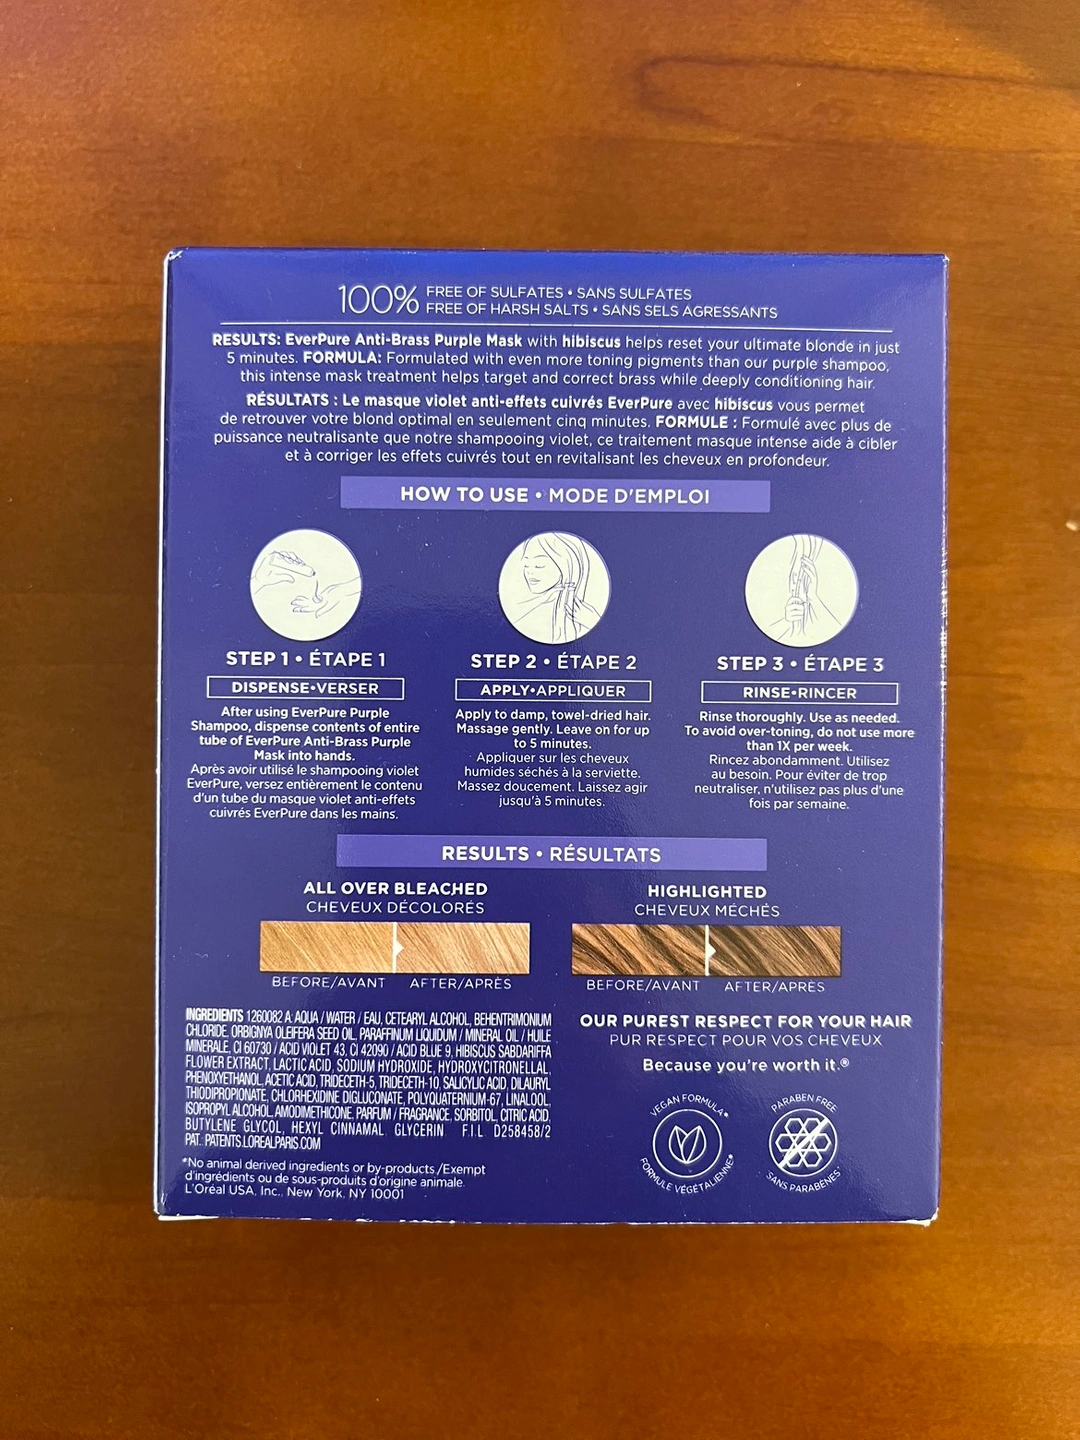 100% FREE OF SULFATES • SANS SULFATES
FREE OF HARSH SALTS • SANS SELS AGRESSANTS
RESULTS: EverPure Anti-Brass Purple Mask with hibiscus helps reset your ultimate blonde in just
5 minutes. FORMULA: Formulated with even more toning pigments than our purple shampoo,
this intense mask treatment helps target and correct brass while deeply conditioning hair.
RÉSULTATS : Le masque violet anti-effets cuivrés EverPure avec hibiscus vous permet
de retrouver votre blond optimal en seulement cinq minutes. FORMULE : Formulé avec plus de
puissance neutralisante que notre shampooing violet, ce traitement masque intense aide à cibler
et à corriger les effets cuivrés tout en revitalisant les cheveux en profondeur.
HOW TO USE • MODE D'EMPLOI
STEP 1 • ÉTAPE 1
DISPENSE•VERSER
After using EverPure Purple
Shampoo, dispense contents of entire
tube of EverPure Anti-Brass Purple
Mask into hands.
Après avoir utilisé le shampooing violet
EverPure, versez entièrement le contenu
d'un tube du masque violet anti-effets
cuivrés EverPure dans les mains.
STEP 2 • ÉTAPE 2
APPLY•APPLIQUER
Apply to damp, towel-dried hair.
Massage gently. Leave on for up
to 5 minutes.
Appliquer sur les cheveux
humides séchés à la serviette.
Massez doucement. Laissez agir
jusqu'à 5 minutes.
STEP 3 • ÉTAPE 3
RINSE•RINCER
Rinse thoroughly. Use as needed.
To avoid over-toning, do not use more
than 1X per week.
Rincez abondamment. Utilisez
au besoin. Pour éviter de trop
neutraliser, n'utilisez pas plus d'une
fois par semaine.
RESULTS • RÉSULTATS
ALL OVER BLEACHED
CHEVEUX DÉCOLORÉS
BEFORE/AVANT AFTER/APRÈS
HIGHLIGHTED
CHEVEUX MÉCHÉS
BEFORE/AVANT AFTER/APRÈS
INGREDIENTS 1260082 A: AQUA / WATER / EAU, CETEARYL ALCOHOL, BEHENTRIMONIUM
CHLORIDE, ORBIGNYA OLEIFERA SEED OIL, PARAFFINUM LIQUIDUM / MINERAL OIL / HUILE
MINERALE, CI 60730 / ACID VIOLET 43, CI 42090 / ACID BLUE 9, HIBISCUS SABDARIFFA
FLOWER EXTRACT, LACTIC ACID, SODIUM HYDROXIDE, HYDROXYCITRONELLAL,
PHENOXYETHANOL, ACETIC ACID, TRIDECETH-5, TRIDECETH-10, SALICYLIC ACID, DILAURYL
THIODIPROPIONATE, CHLORHEXIDINE DIGLUCONATE, POLYQUATERNIUM-67, LINALOOL,
ISOPROPYL ALCOHOL, AMODIMETHICONE, PARFUM / FRAGRANCE, SORBITOL, CITRIC ACID,
BUTYLENE GLYCOL, HEXYL CINNAMAL, GLYCERIN F.I.L. D258458/2
PAT.: PATENTS.LOREALPARIS.COM
*No animal derived ingredients or by-products./Exempt
d'ingrédients ou de sous-produits d'origine animale.
L'Oréal USA, Inc., New York, NY 10001
OUR PUREST RESPECT FOR YOUR HAIR
PUR RESPECT POUR VOS CHEVEUX
Because you're worth it.®
VEGAN FORMULA*
FORMULE VÉGÉTALIENNE*
PARABEN FREE
SANS PARABÈNES